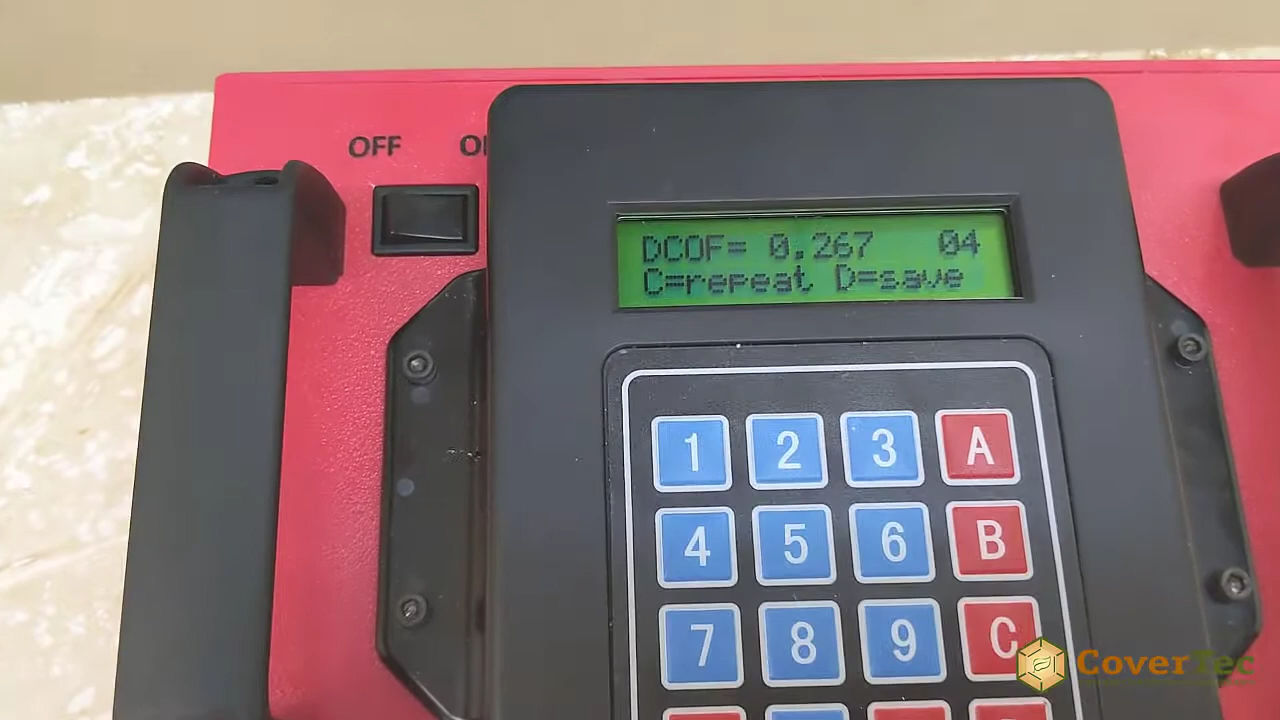 OFF
DCOF= 0.267 04
C=repeat D=save
1 2 3 A
4 5 6 B
7 8 9 C
CoverTec